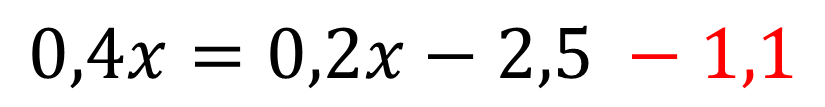 0,4𝑥 = 0,2𝑥 − 2,5 − 1,1